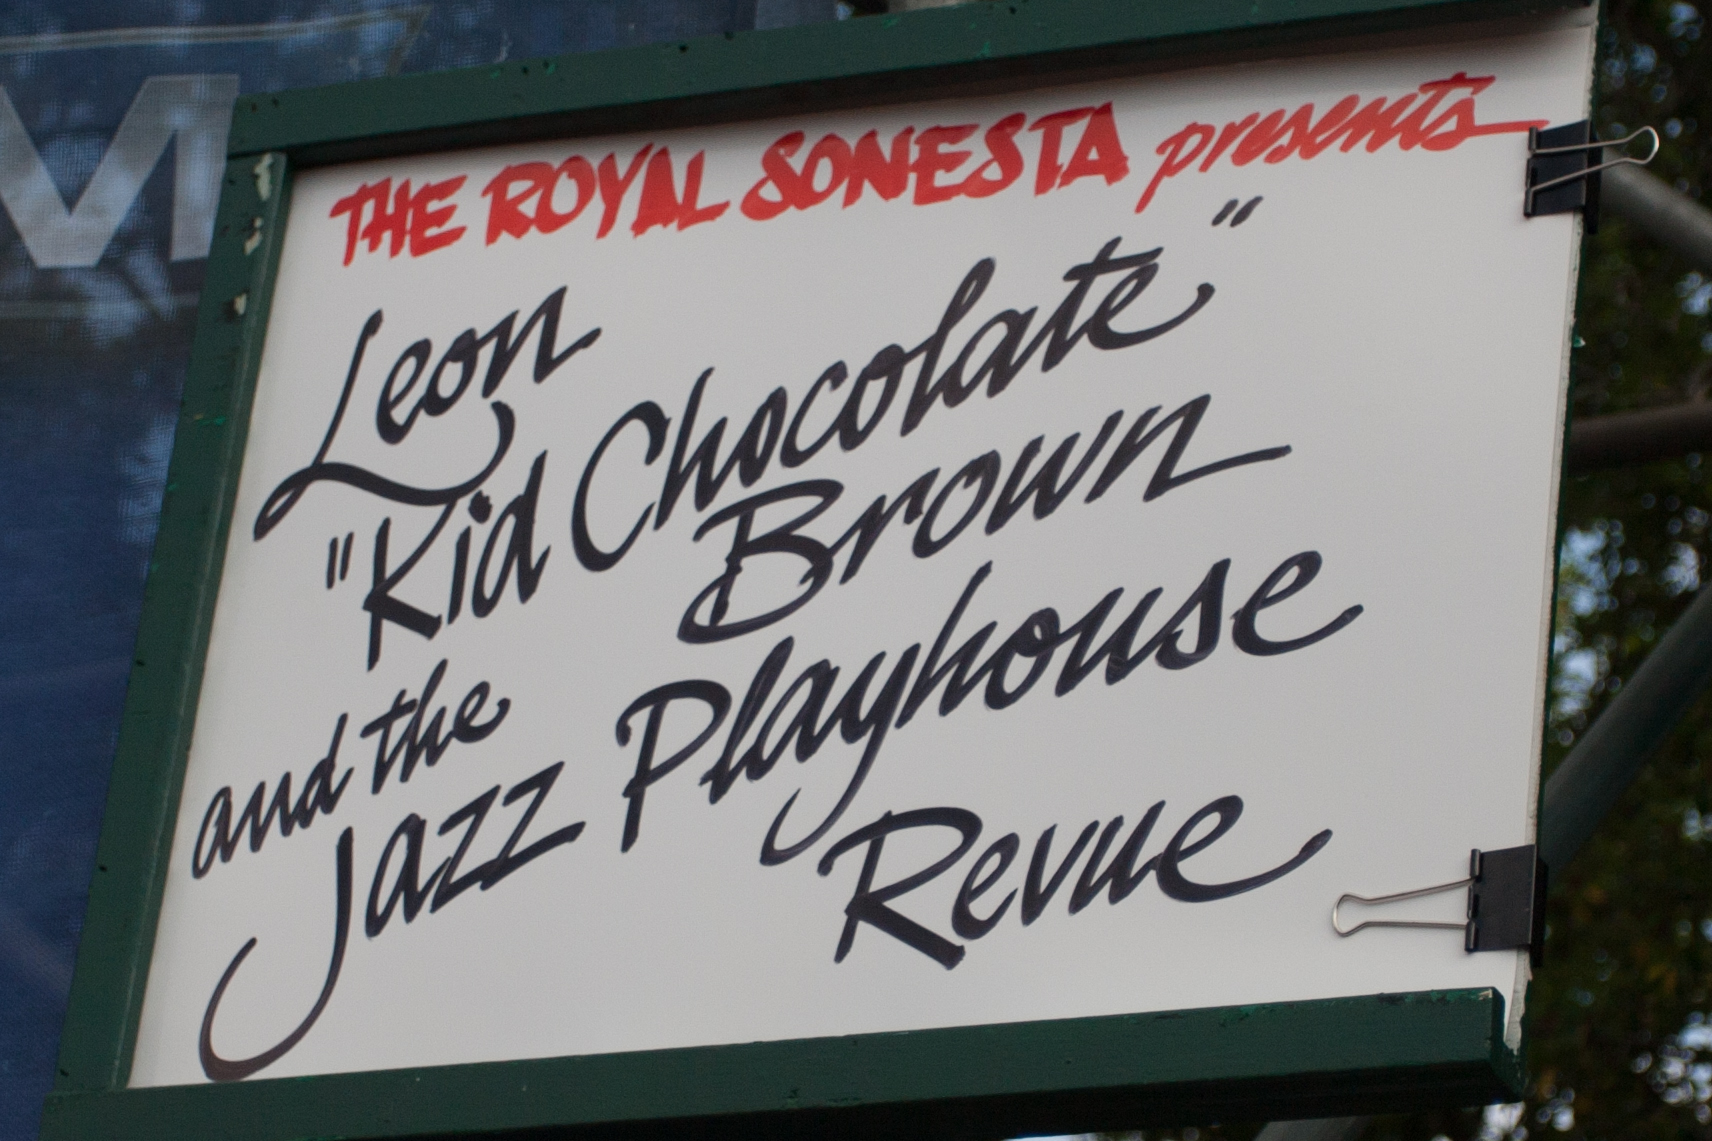 THE ROYAL SONESTA presents
Leon
"Kid Chocolate"
Brown
and the
Jazz Playhouse
Revue